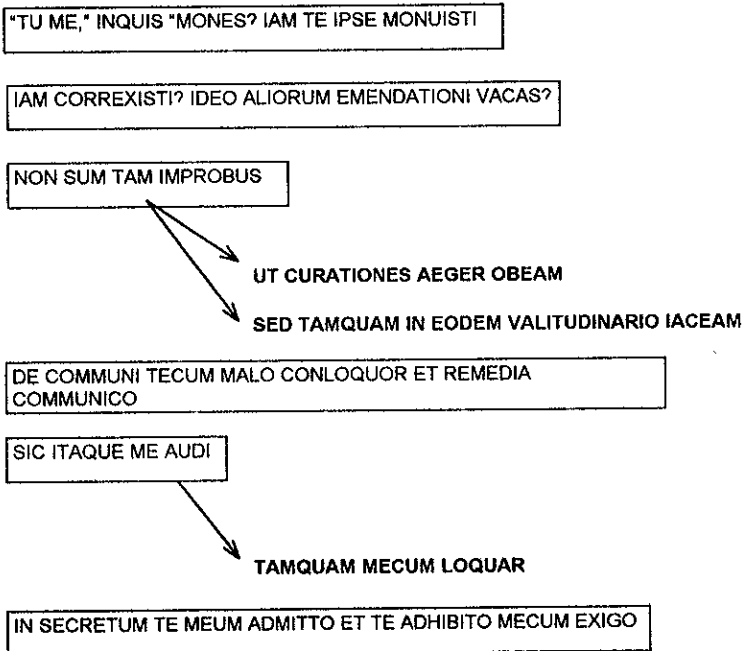 "TU ME," INQUIS "MONES? IAM TE IPSE MONUISTI
IAM CORREXISTI? IDEO ALIORUM EMENDATIONI VACAS?
NON SUM TAM IMPROBUS
UT CURATIONES AEGER OBEAM
SED TAMQUAM IN EODEM VALITUDINARIO IACEAM
DE COMMUNI TECUM MALO CONLOQUOR ET REMEDIA
COMMUNICO
SIC ITAQUE ME AUDI
TAMQUAM MECUM LOQUAR
IN SECRETUM TE MEUM ADMITTO ET TE ADHIBITO MECUM EXIGO